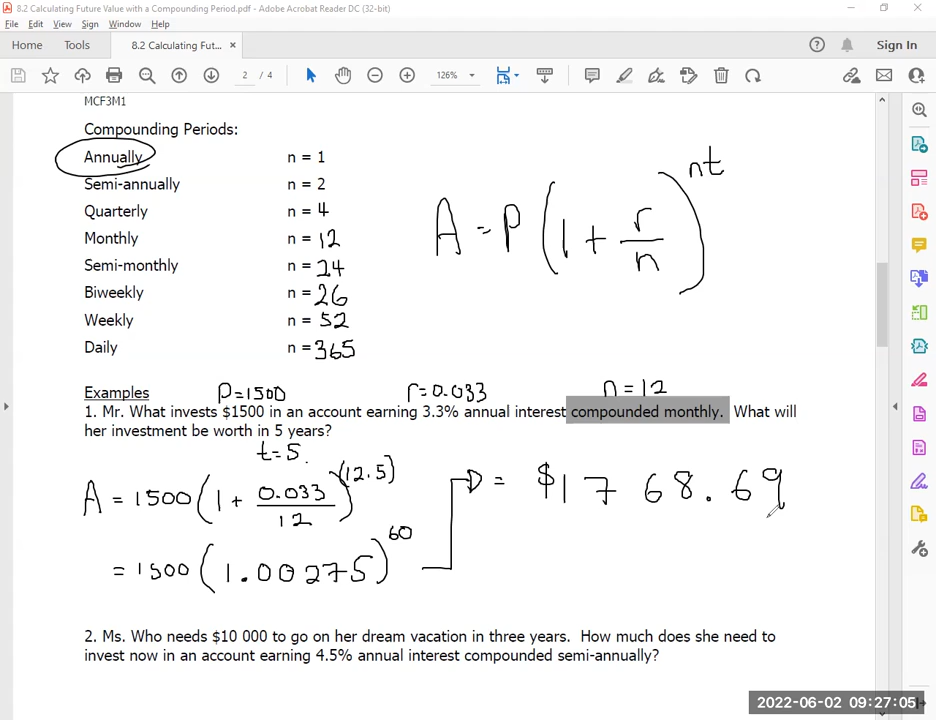 8.2 Calculating Future Value with a Compounding Period.pdf - Adobe Acrobat Reader DC (32-bit)
File Edit View Sign Window Help
Home Tools 8.2 Calculating Fut... × Sign In
2 / 4 126%
MCF3M1
Compounding Periods:
Annually n = 1
Semi-annually n = 2
Quarterly n = 4
Monthly n = 12
Semi-monthly n = 24
Biweekly n = 26
Weekly n = 52
Daily n = 365
A = P (1 + r/n)^nt
Examples P=1500 r=0.033 n = 12
1. Mr. What invests $1500 in an account earning 3.3% annual interest compounded monthly. What will
her investment be worth in 5 years?
t=5.
A = 1500 (1 + 0.033/12)^(12.5) = $1768.69
= 1500 (1.00275)^60
2. Ms. Who needs $10 000 to go on her dream vacation in three years. How much does she need to
invest now in an account earning 4.5% annual interest compounded semi-annually?
2022-06-02 09:27:05